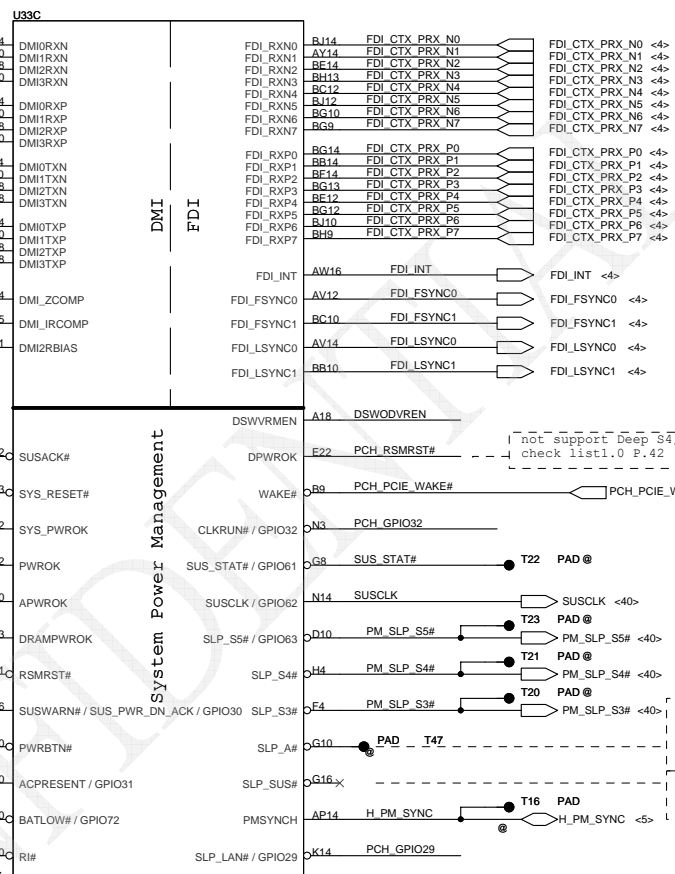 U33C
DMI0RXN
DMI1RXN
DMI2RXN
DMI3RXN
DMI0RXP
DMI1RXP
DMI2RXP
DMI3RXP
DMI0TXN
DMI1TXN
DMI2TXN
DMI3TXN
DMI0TXP
DMI1TXP
DMI2TXP
DMI3TXP
DMI_ZCOMP
DMI_IRCOMP
DMI2RBIAS
DMI
FDI
FDI_RXN0 BJ14 FDI_CTX_PRX_N0 FDI_CTX_PRX_N0 <4>
FDI_RXN1 AY14 FDI_CTX_PRX_N1 FDI_CTX_PRX_N1 <4>
FDI_RXN2 BE14 FDI_CTX_PRX_N2 FDI_CTX_PRX_N2 <4>
FDI_RXN3 BH13 FDI_CTX_PRX_N3 FDI_CTX_PRX_N3 <4>
FDI_RXN4 BC12 FDI_CTX_PRX_N4 FDI_CTX_PRX_N4 <4>
FDI_RXN5 BJ12 FDI_CTX_PRX_N5 FDI_CTX_PRX_N5 <4>
FDI_RXN6 BG10 FDI_CTX_PRX_N6 FDI_CTX_PRX_N6 <4>
FDI_RXN7 BG9 FDI_CTX_PRX_N7 FDI_CTX_PRX_N7 <4>
FDI_RXP0 BG14 FDI_CTX_PRX_P0 FDI_CTX_PRX_P0 <4>
FDI_RXP1 BB14 FDI_CTX_PRX_P1 FDI_CTX_PRX_P1 <4>
FDI_RXP2 BF14 FDI_CTX_PRX_P2 FDI_CTX_PRX_P2 <4>
FDI_RXP3 BG13 FDI_CTX_PRX_P3 FDI_CTX_PRX_P3 <4>
FDI_RXP4 BE12 FDI_CTX_PRX_P4 FDI_CTX_PRX_P4 <4>
FDI_RXP5 BG12 FDI_CTX_PRX_P5 FDI_CTX_PRX_P5 <4>
FDI_RXP6 BJ10 FDI_CTX_PRX_P6 FDI_CTX_PRX_P6 <4>
FDI_RXP7 BH9 FDI_CTX_PRX_P7 FDI_CTX_PRX_P7 <4>
FDI_INT AW16 FDI_INT FDI_INT <4>
FDI_FSYNC0 AV12 FDI_FSYNC0 FDI_FSYNC0 <4>
FDI_FSYNC1 BC10 FDI_FSYNC1 FDI_FSYNC1 <4>
FDI_LSYNC0 AV14 FDI_LSYNC0 FDI_LSYNC0 <4>
FDI_LSYNC1 BB10 FDI_LSYNC1 FDI_LSYNC1 <4>
System Power Management
DSWVRMEN A18 DSWODVREN
not support Deep S4,
check list1.0 P.42
SUSACK# DPWROK E22 PCH_RSMRST#
SYS_RESET# WAKE# B9 PCH_PCIE_WAKE# PCH_PCIE_W
SYS_PWROK CLKRUN# / GPIO32 N3 PCH_GPIO32
PWROK SUS_STAT# / GPIO61 G8 SUS_STAT# T22 PAD @
APWROK SUSCLK / GPIO62 N14 SUSCLK SUSCLK <40>
T23 PAD @
DRAMPWROK SLP_S5# / GPIO63 D10 PM_SLP_S5# PM_SLP_S5# <40>
T21 PAD @
RSMRST# SLP_S4# H4 PM_SLP_S4# PM_SLP_S4# <40>
T20 PAD @
SUSWARN# / SUS_PWR_DN_ACK / GPIO30 SLP_S3# F4 PM_SLP_S3# PM_SLP_S3# <40>
PWRBTN# SLP_A# G10 @ PAD T47
ACPRESENT / GPIO31 SLP_SUS# G16
T16 PAD
BATLOW# / GPIO72 PMSYNCH AP14 H_PM_SYNC @ H_PM_SYNC <5>
RI# SLP_LAN# / GPIO29 K14 PCH_GPIO29